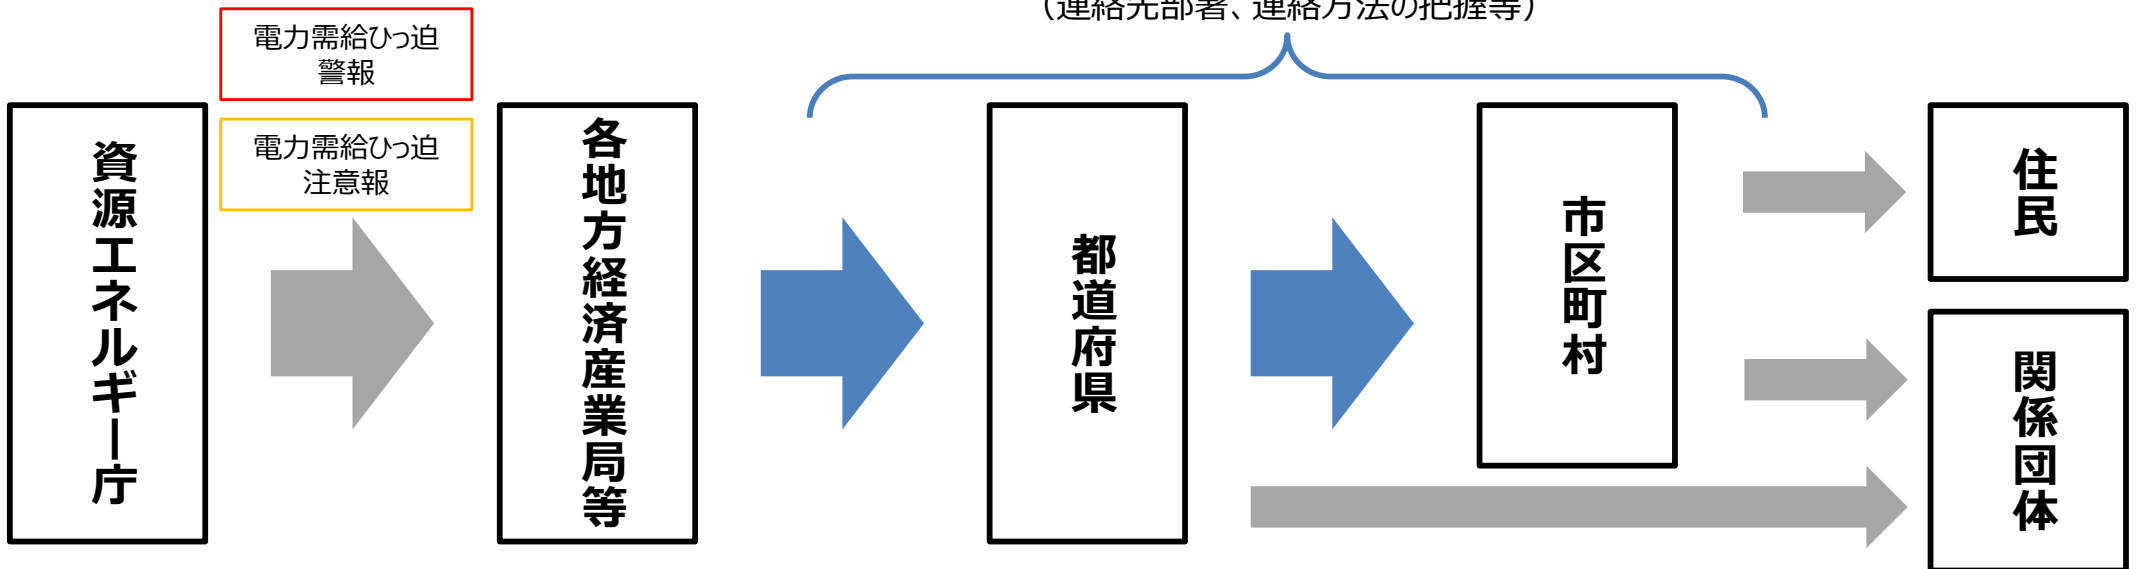 （連絡先部署、連絡方法の把握等）
電力需給ひっ迫
警報
電力需給ひっ迫
注意報
資源エネルギー庁
各地方経済産業局等
都道府県
市区町村
住民
関係団体